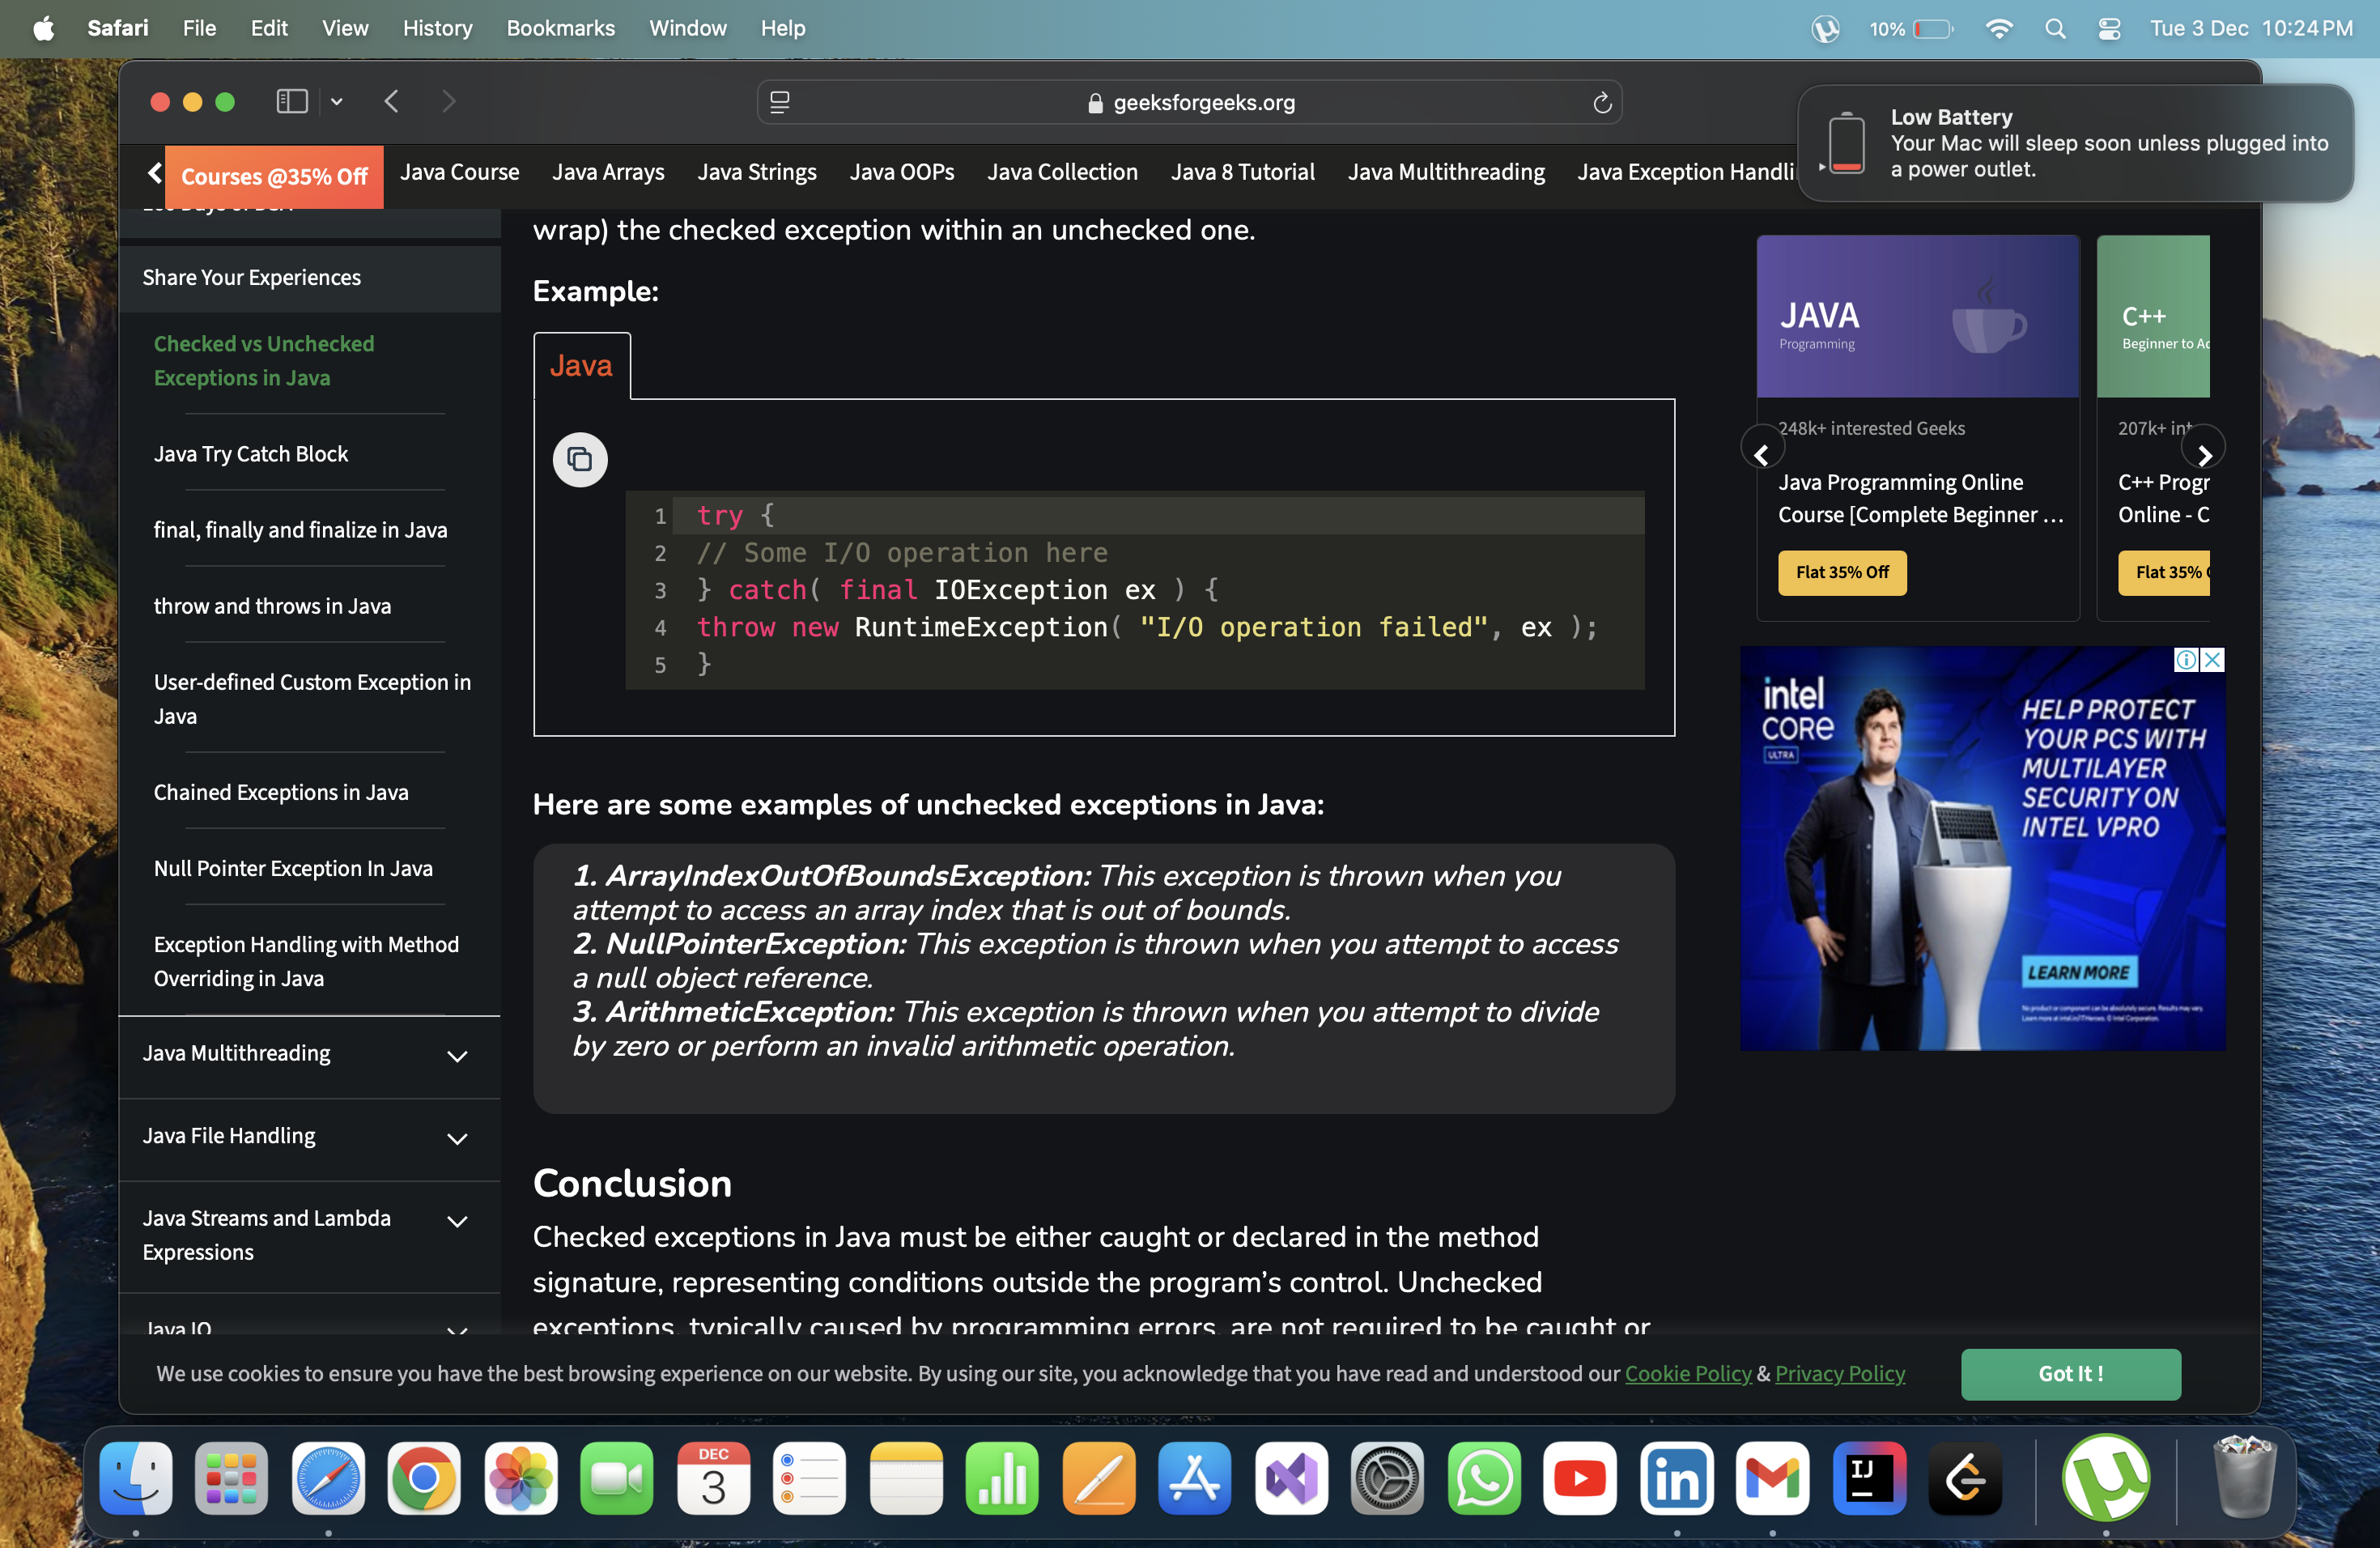 Safari File Edit View History Bookmarks Window Help
10%
Tue 3 Dec 10:24 PM
geeksforgeeks.org
Low Battery
Your Mac will sleep soon unless plugged into
a power outlet.
Courses @35% Off
Java Course
Java Arrays
Java Strings
Java OOPs
Java Collection
Java 8 Tutorial
Java Multithreading
Java Exception Handli
Share Your Experiences
Checked vs Unchecked
Exceptions in Java
Java Try Catch Block
final, finally and finalize in Java
throw and throws in Java
User-defined Custom Exception in
Java
Chained Exceptions in Java
Null Pointer Exception In Java
Exception Handling with Method
Overriding in Java
Java Multithreading
Java File Handling
Java Streams and Lambda
Expressions
Java IO
wrap) the checked exception within an unchecked one.
Example:
Java
1 try {
2 // Some I/O operation here
3 } catch( final IOException ex ) {
4 throw new RuntimeException( "I/O operation failed", ex );
5 }
Here are some examples of unchecked exceptions in Java:
1. ArrayIndexOutOfBoundsException: This exception is thrown when you
attempt to access an array index that is out of bounds.
2. NullPointerException: This exception is thrown when you attempt to access
a null object reference.
3. ArithmeticException: This exception is thrown when you attempt to divide
by zero or perform an invalid arithmetic operation.
Conclusion
Checked exceptions in Java must be either caught or declared in the method
signature, representing conditions outside the program's control. Unchecked
exceptions, typically caused by programming errors, are not required to be caught or
JAVA
Programming
248k+ interested Geeks
Java Programming Online
Course [Complete Beginner ...
Flat 35% Off
C++
Beginner to Ad
207k+ int
C++ Progr
Online - C
Flat 35%
intel
CORE
ULTRA
HELP PROTECT
YOUR PCS WITH
MULTILAYER
SECURITY ON
INTEL VPRO
LEARN MORE
No product or component can be absolutely secure. Results may vary.
We use cookies to ensure you have the best browsing experience on our website. By using our site, you acknowledge that you have read and understood our Cookie Policy & Privacy Policy
Got It !
DEC
3
in
IJ